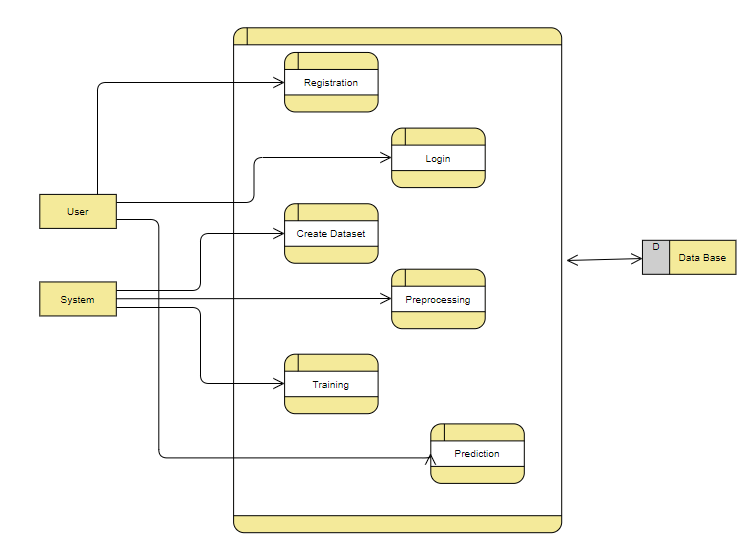 Registration
Login
User
Create Dataset
D
Data Base
System
Preprocessing
Training
Prediction